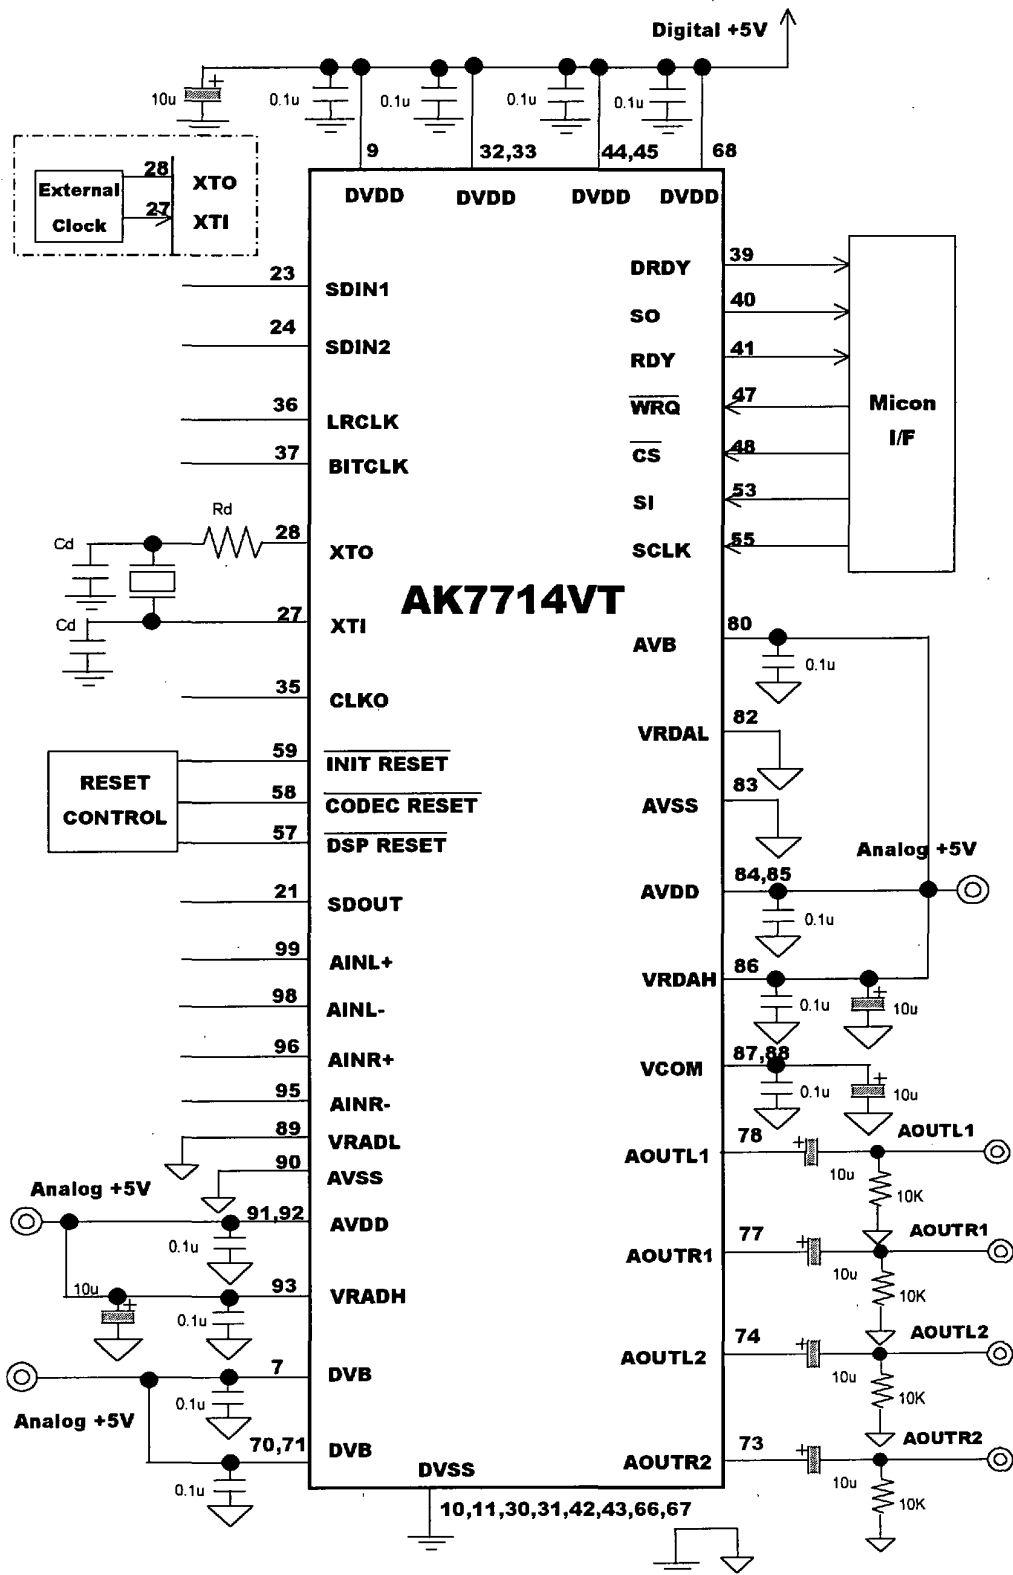 Digital +5V
10u
0.1u
0.1u
0.1u
0.1u
9
32,33
44,45
68
DVDD
DVDD
DVDD
DVDD
External
Clock
28
XTO
27
XTI
23
SDIN1
24
SDIN2
36
LRCLK
37
BITCLK
Rd
Cd
28
XTO
Cd
27
XTI
35
CLKO
RESET
CONTROL
59
INIT RESET
58
CODEC RESET
57
DSP RESET
21
SDOUT
99
AINL+
98
AINL-
96
AINR+
95
AINR-
89
VRADL
90
AVSS
Analog +5V
91,92
AVDD
0.1u
10u
93
VRADH
0.1u
7
DVB
0.1u
Analog +5V
70,71
DVB
0.1u
AK7714VT
DRDY
39
SO
40
RDY
41
WRQ
47
CS
48
SI
53
SCLK
55
Micon
I/F
80
AVB
0.1u
82
VRDAL
83
AVSS
Analog +5V
84,85
AVDD
0.1u
86
VRDAH
0.1u
10u
87,88
VCOM
0.1u
10u
78
AOUTL1
AOUTL1
10u
10K
77
AOUTR1
AOUTR1
10u
10K
74
AOUTL2
AOUTL2
10u
10K
73
AOUTR2
AOUTR2
10u
10K
DVSS
10,11,30,31,42,43,66,67
+
+
+
+
+
+
+
+